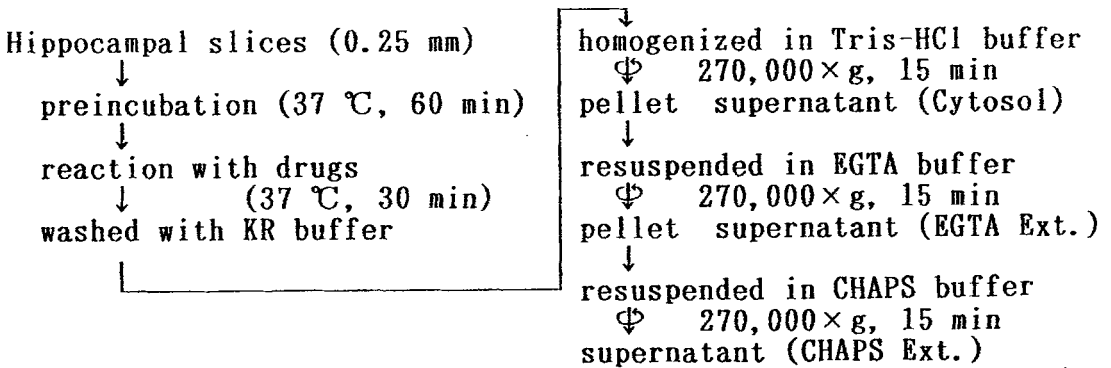 Hippocampal slices (0.25 mm)
↓
preincubation (37 ℃, 60 min)
↓
reaction with drugs
↓ (37 ℃, 30 min)
washed with KR buffer
homogenized in Tris-HCl buffer
270,000×g, 15 min
pellet supernatant (Cytosol)
↓
resuspended in EGTA buffer
270,000×g, 15 min
pellet supernatant (EGTA Ext.)
↓
resuspended in CHAPS buffer
270,000×g, 15 min
supernatant (CHAPS Ext.)